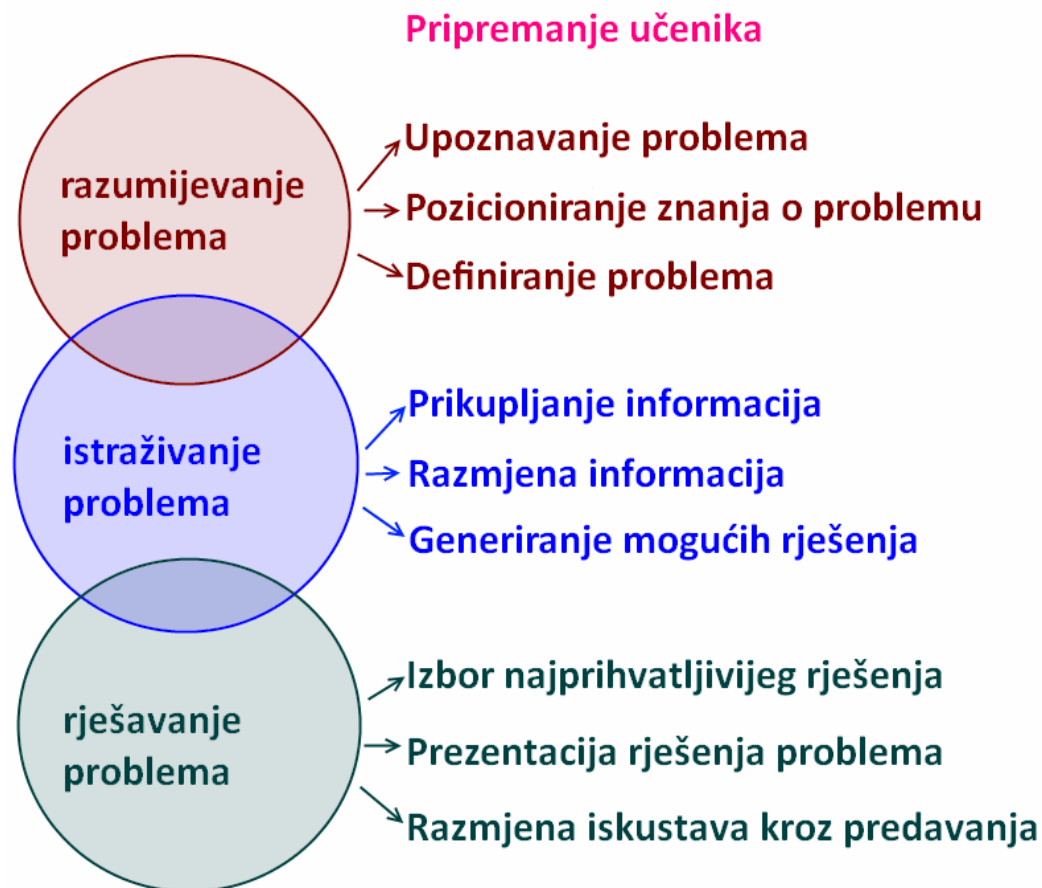 Pripremanje učenika
razumijevanje
problema
Upoznavanje problema
Pozicioniranje znanja o problemu
Definiranje problema
istraživanje
problema
Prikupljanje informacija
Razmjena informacija
Generiranje mogućih rješenja
rješavanje
problema
Izbor najprihvatljivijeg rješenja
Prezentacija rješenja problema
Razmjena iskustava kroz predavanja